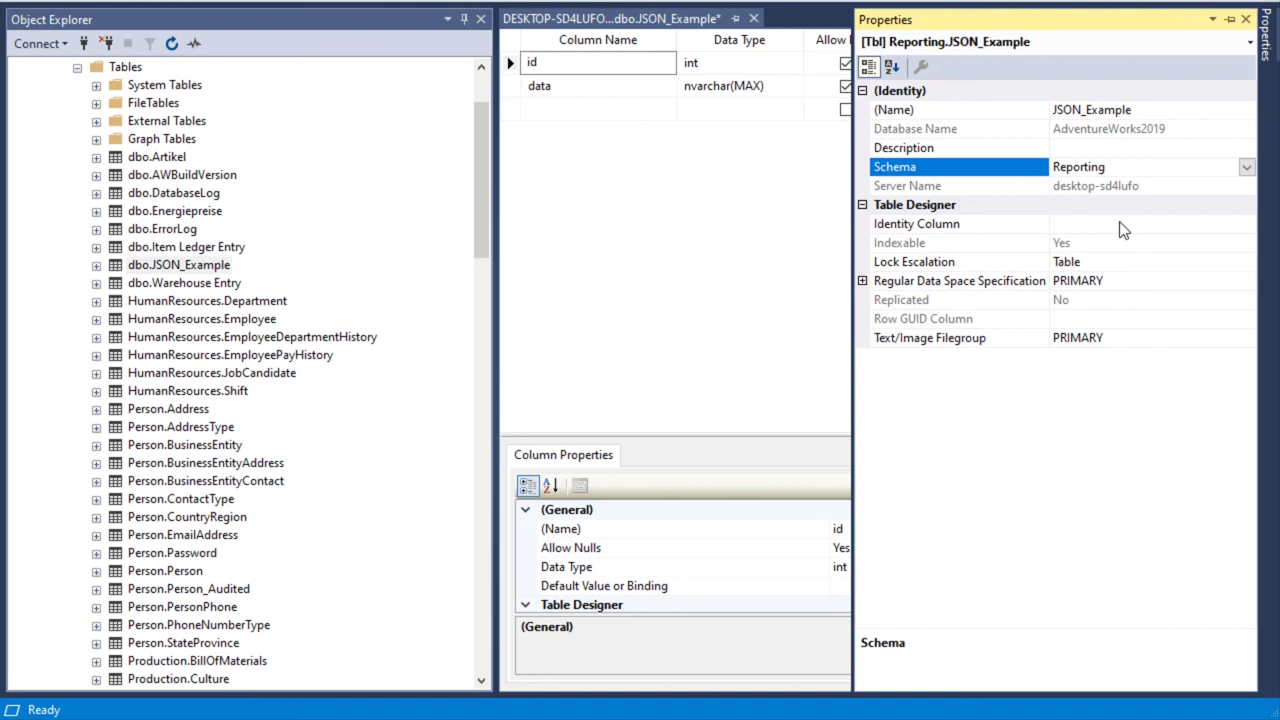 Object Explorer
Connect
Tables
System Tables
FileTables
External Tables
Graph Tables
dbo.Artikel
dbo.AWBuildVersion
dbo.DatabaseLog
dbo.Energiepreise
dbo.ErrorLog
dbo.Item Ledger Entry
dbo.JSON_Example
dbo.Warehouse Entry
HumanResources.Department
HumanResources.Employee
HumanResources.EmployeeDepartmentHistory
HumanResources.EmployeePayHistory
HumanResources.JobCandidate
HumanResources.Shift
Person.Address
Person.AddressType
Person.BusinessEntity
Person.BusinessEntityAddress
Person.BusinessEntityContact
Person.ContactType
Person.CountryRegion
Person.EmailAddress
Person.Password
Person.Person
Person.Person_Audited
Person.PersonPhone
Person.PhoneNumberType
Person.StateProvince
Production.BillOfMaterials
Production.Culture
DESKTOP-SD4LUFO...dbo.JSON_Example*
Column Name Data Type Allow
id int
data nvarchar(MAX)
Column Properties
(General)
(Name) id
Allow Nulls Yes
Data Type int
Default Value or Binding
Table Designer
(General)
Properties
[Tbl] Reporting.JSON_Example
(Identity)
(Name) JSON_Example
Database Name AdventureWorks2019
Description
Schema Reporting
Server Name desktop-sd4lufo
Table Designer
Identity Column
Indexable Yes
Lock Escalation Table
Regular Data Space Specification PRIMARY
Replicated No
Row GUID Column
Text/Image Filegroup PRIMARY
Schema
Properties
Ready